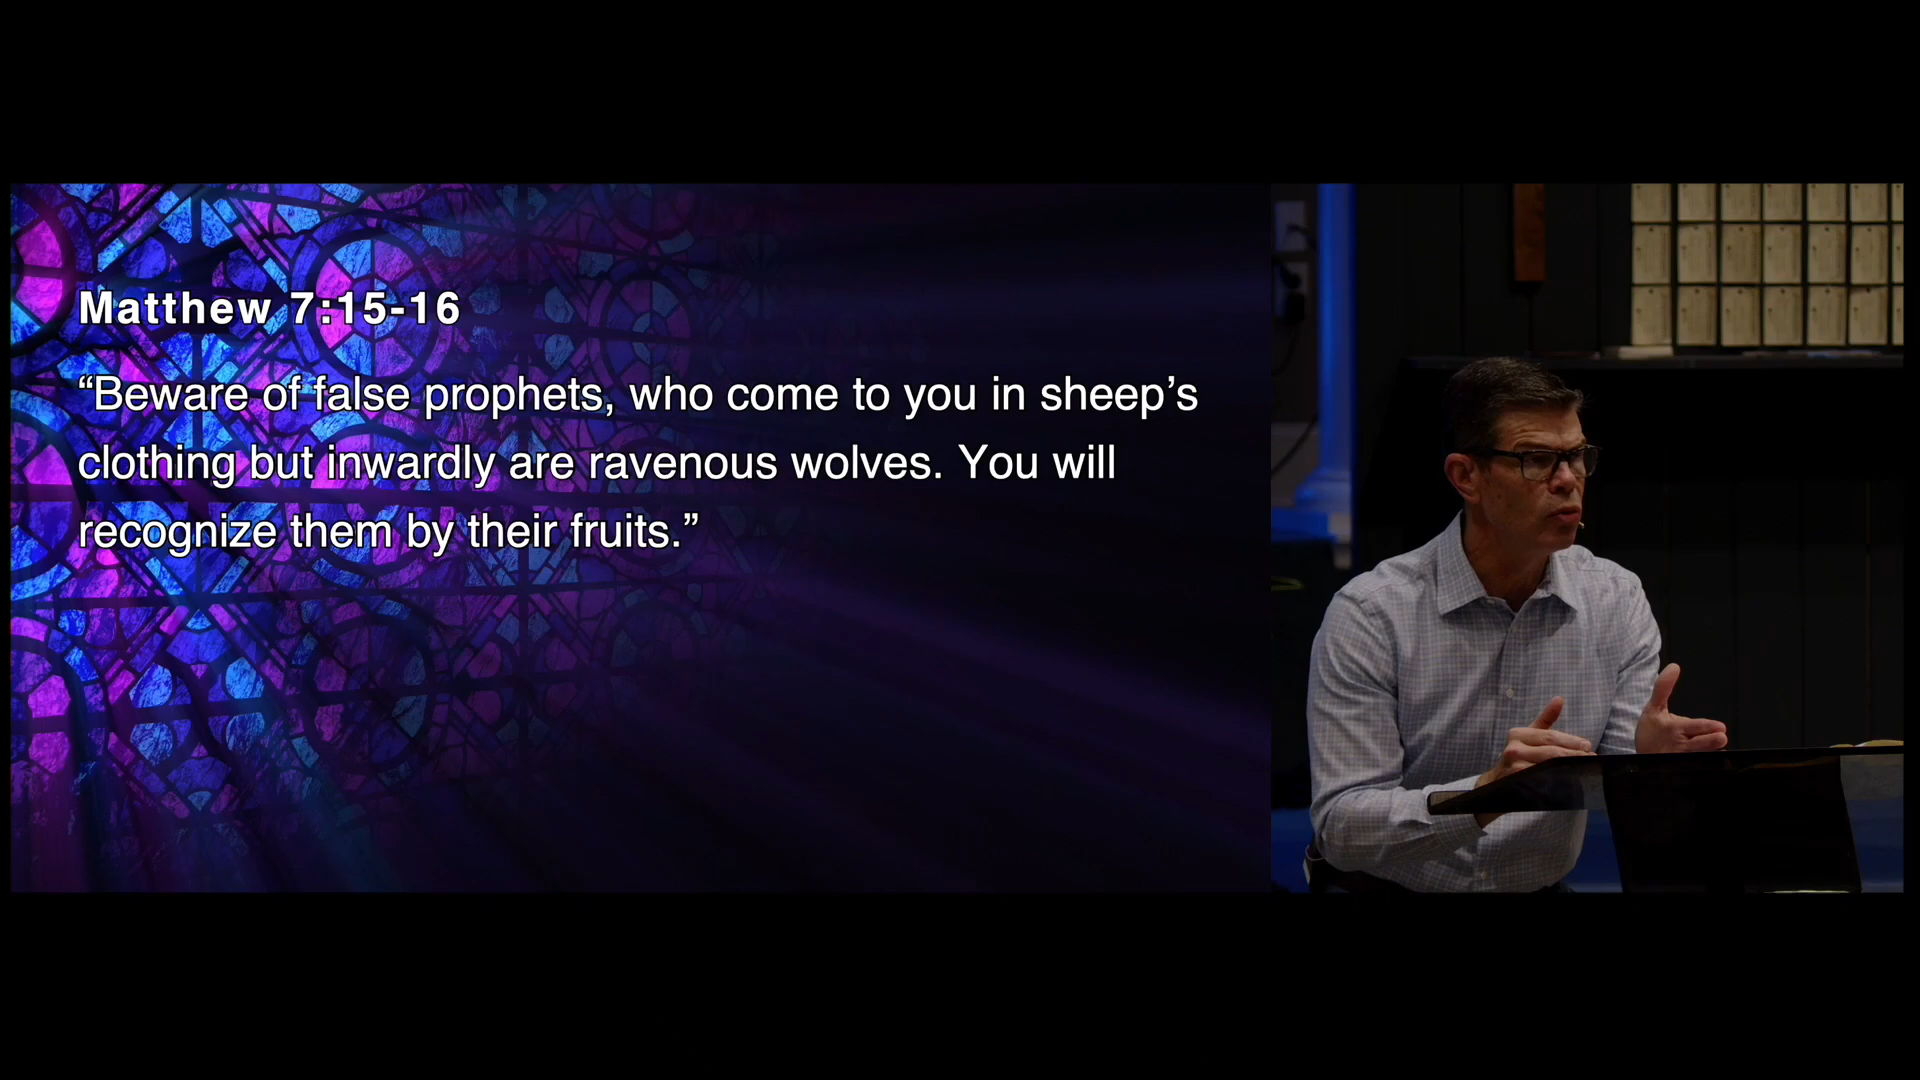 Matthew 7:15-16
“Beware of false prophets, who come to you in sheep’s
clothing but inwardly are ravenous wolves. You will
recognize them by their fruits.”